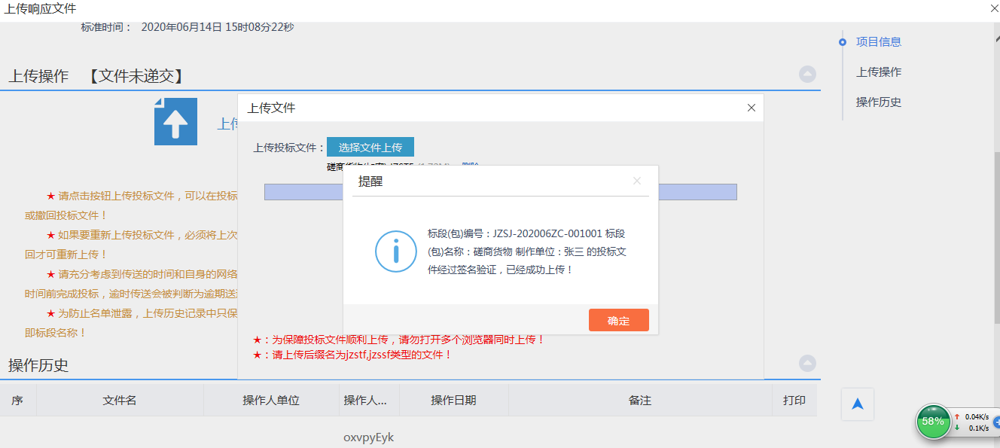 上传响应文件
标准时间： 2020年06月14日 15时08分22秒
项目信息
上传操作
操作历史
上传操作 【文件未递交】
上传
上传文件
上传投标文件：
选择文件上传
提醒
标段(包)编号：JZSJ-202006ZC-001001 标段
(包)名称：磋商货物 制作单位：张三 的投标文
件经过签名验证，已经成功上传！
确定
★ 请点击按钮上传投标文件，可以在投标
或撤回投标文件！
★ 如果要重新上传投标文件，必须将上次
回才可重新上传！
★ 请充分考虑到传送的时间和自身的网络
时间前完成投标，逾时传送会被判断为逾期送
★ 为防止名单泄露，上传历史记录中只保
即标段名称！
★：为保障投标文件顺利上传，请勿打开多个浏览器同时上传！
★：请上传后缀名为jzstf,jzssf类型的文件！
操作历史
序 文件名 操作人单位 操作人... 操作日期 备注 打印
oxvpyEyk
58%
0.04K/s
0.1K/s